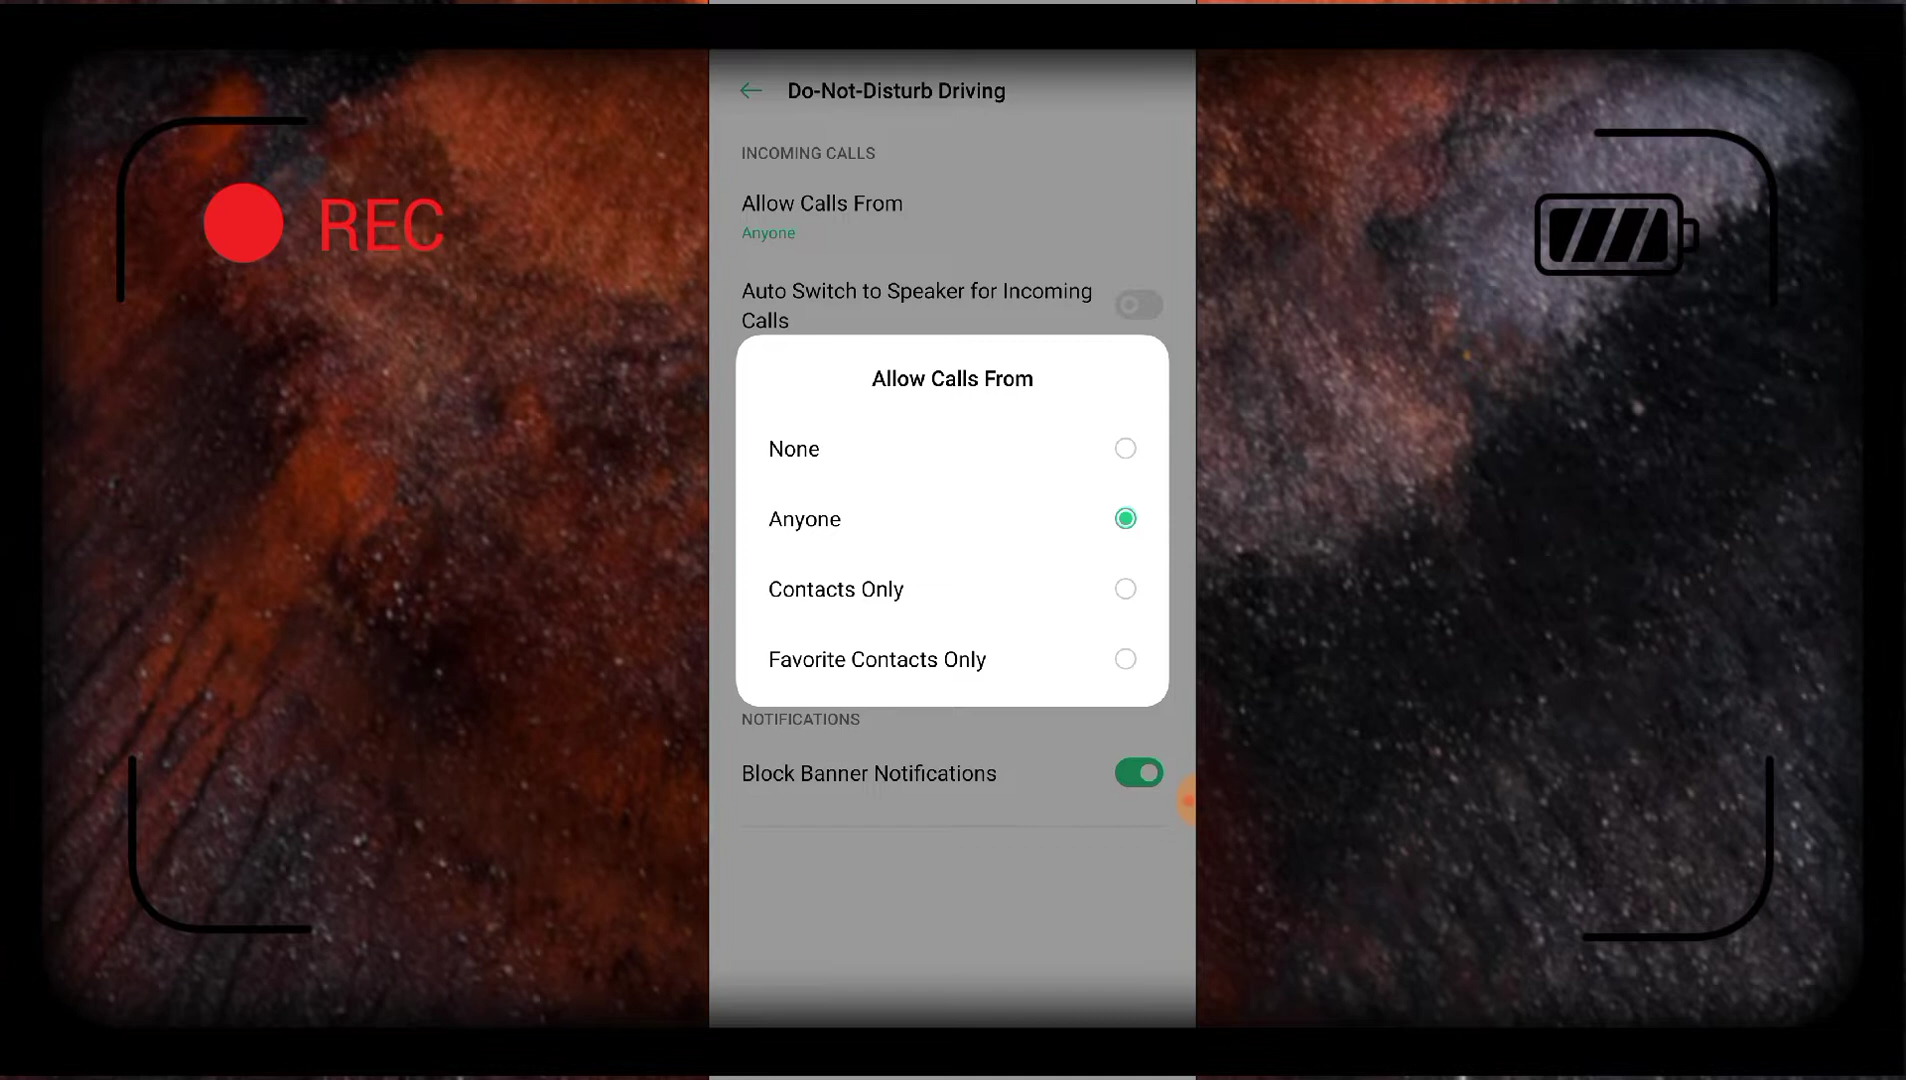 Do-Not-Disturb Driving
INCOMING CALLS
REC
Allow Calls From
Anyone
Auto Switch to Speaker for Incoming
Calls
Allow Calls From
None
Anyone
Contacts Only
Favorite Contacts Only
NOTIFICATIONS
Block Banner Notifications